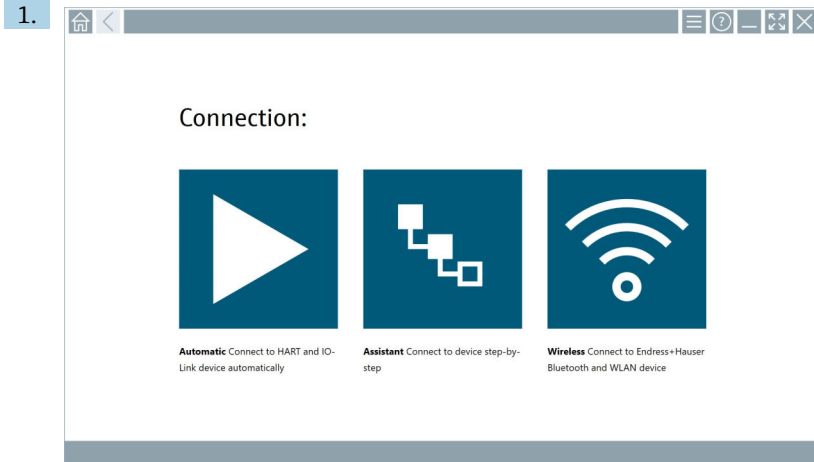 1.
Connection:
Automatic Connect to HART and IO-
Link device automatically
Assistant Connect to device step-by-
step
Wireless Connect to Endress+Hauser
Bluetooth and WLAN device